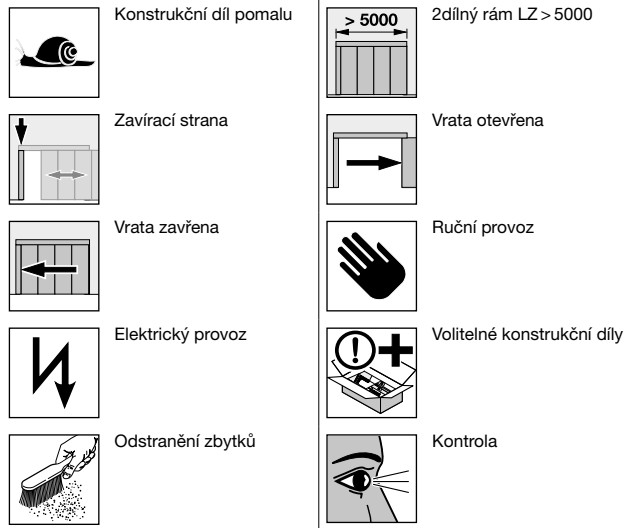 Konstrukční díl pomalu
> 5000
2dílný rám LZ > 5000
Zavírací strana
Vrata otevřena
Vrata zavřena
Ruční provoz
Elektrický provoz
Volitelné konstrukční díly
Odstranění zbytků
Kontrola